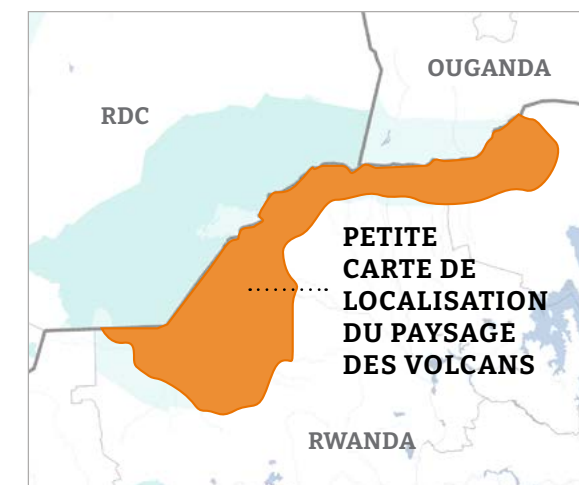 OUGANDA
RDC
PETITE
CARTE DE
LOCALISATION
DU PAYSAGE
DES VOLCANS
RWANDA